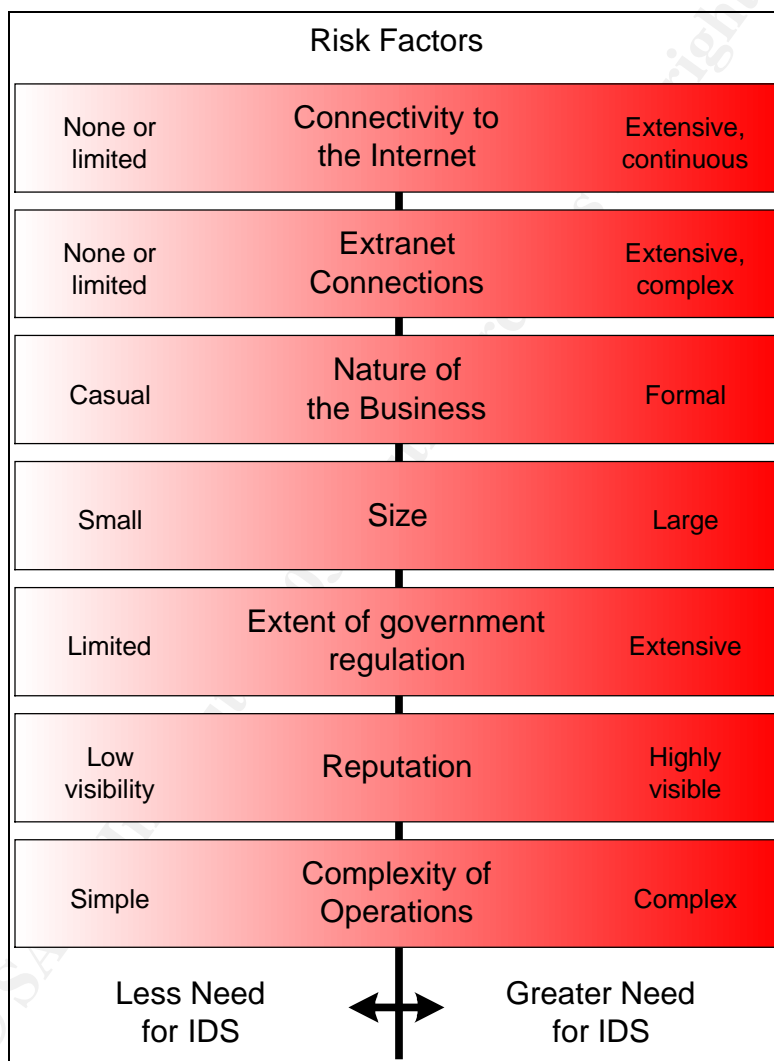 Risk Factors
None or
limited
Connectivity to
the Internet
Extensive,
continuous
None or
limited
Extranet
Connections
Extensive,
complex
Casual
Nature of
the Business
Formal
Small
Size
Large
Limited
Extent of government
regulation
Extensive
Low
visibility
Reputation
Highly
visible
Simple
Complexity of
Operations
Complex
Less Need
for IDS
Greater Need
for IDS